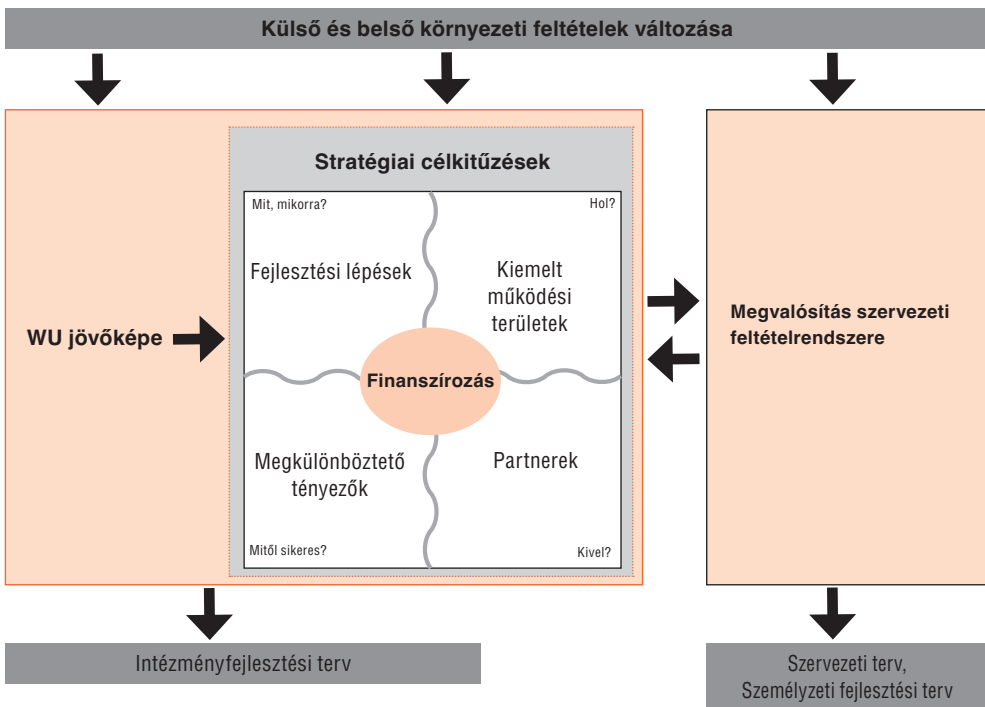 Külső és belső környezeti feltételek változása
Stratégiai célkitűzések
Mit, mikorra?
Hol?
Fejlesztési lépések
Kiemelt
működési
területek
WU jövőképe
Finanszírozás
Megkülönböztető
tényezők
Partnerek
Mitől sikeres?
Kivel?
Megvalósítás szervezeti
feltételrendszere
Intézményfejlesztési terv
Szervezeti terv,
Személyzeti fejlesztési terv